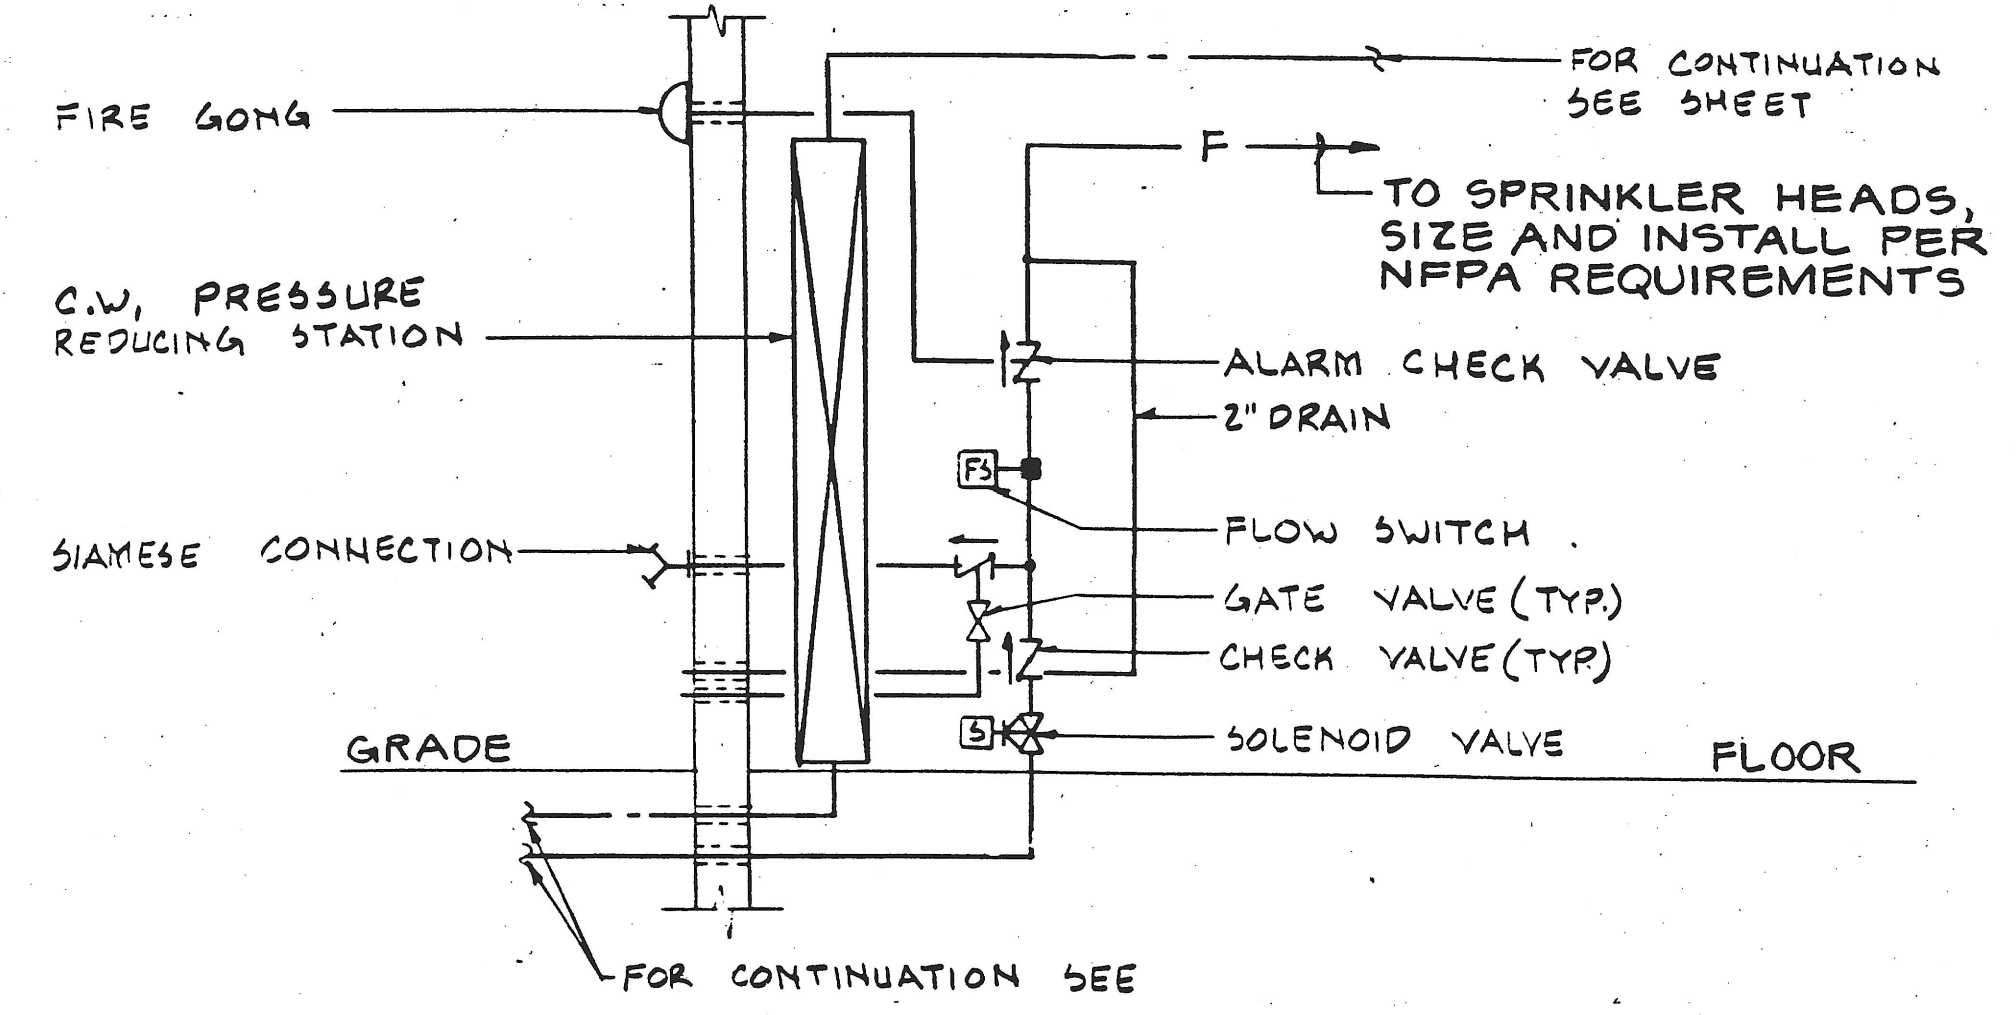 FOR CONTINUATION
SEE SHEET
FIRE GONG
F
TO SPRINKLER HEADS,
SIZE AND INSTALL PER
NFPA REQUIREMENTS
C.W. PRESSURE
REDUCING STATION
ALARM CHECK VALVE
2" DRAIN
FS
FLOW SWITCH
SIAMESE CONNECTION
GATE VALVE (TYP.)
CHECK VALVE (TYP.)
S
SOLENOID VALVE
GRADE
FLOOR
FOR CONTINUATION SEE